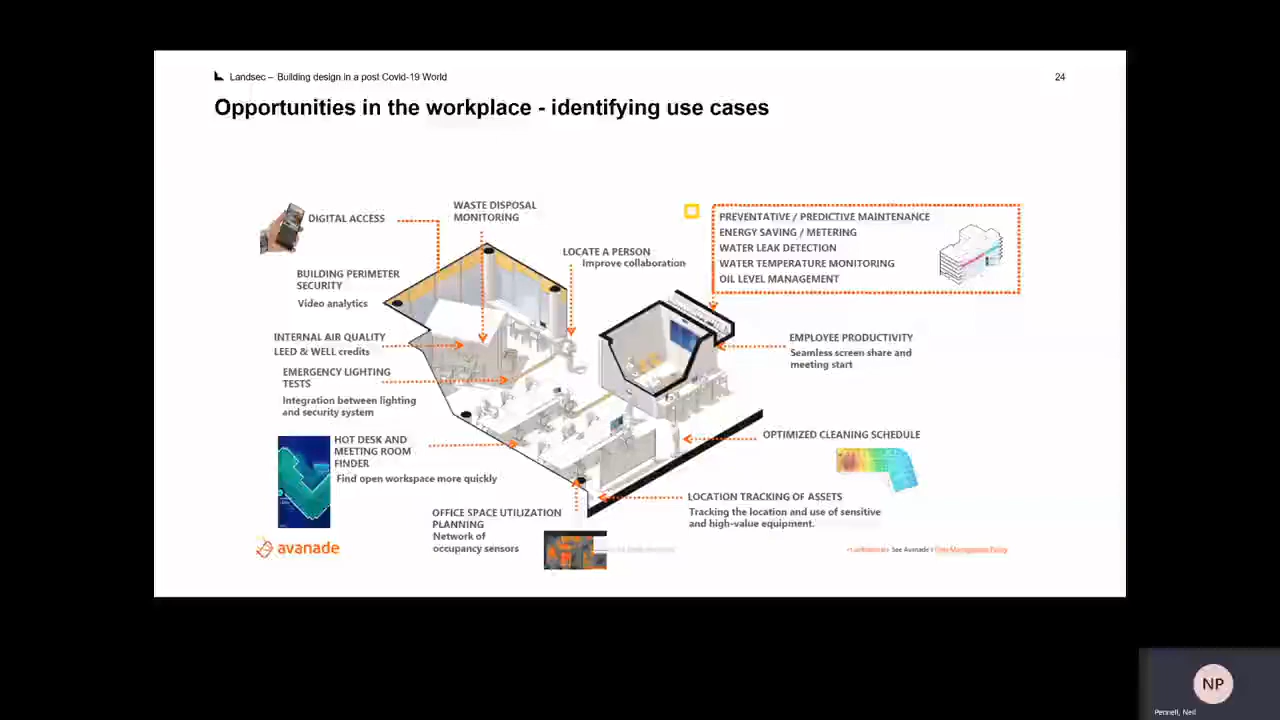 Landsec – Building design in a post Covid-19 World
24
Opportunities in the workplace - identifying use cases
DIGITAL ACCESS
WASTE DISPOSAL
MONITORING
LOCATE A PERSON
Improve collaboration
PREVENTATIVE / PREDICTIVE MAINTENANCE
ENERGY SAVING / METERING
WATER LEAK DETECTION
WATER TEMPERATURE MONITORING
OIL LEVEL MANAGEMENT
BUILDING PERIMETER
SECURITY
Video analytics
INTERNAL AIR QUALITY
LEED & WELL credits
EMERGENCY LIGHTING
TESTS
Integration between lighting
and security system
EMPLOYEE PRODUCTIVITY
Seamless screen share and
meeting start
HOT DESK AND
MEETING ROOM
FINDER
Find open workspace more quickly
OPTIMIZED CLEANING SCHEDULE
LOCATION TRACKING OF ASSETS
Tracking the location and use of sensitive
and high-value equipment.
OFFICE SPACE UTILIZATION
PLANNING
Network of
occupancy sensors
avanade
See Avanade's Data Management Policy
NP
Pennell, Neil